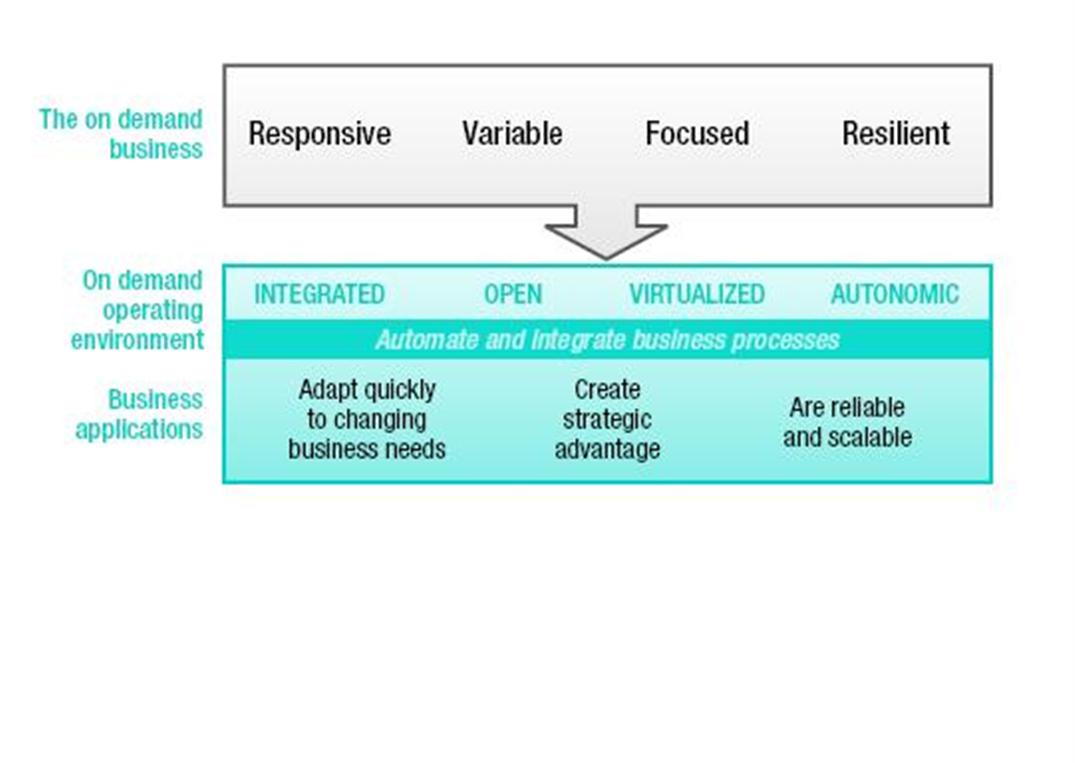 The on demand
business
Responsive Variable Focused Resilient
On demand
operating
environment
INTEGRATED OPEN VIRTUALIZED AUTONOMIC
Automate and integrate business processes
Business
applications
Adapt quickly
to changing
business needs
Create
strategic
advantage
Are reliable
and scalable